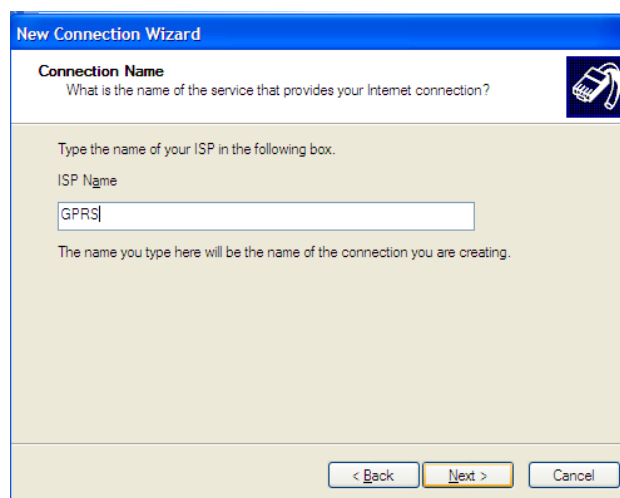 New Connection Wizard
Connection Name
What is the name of the service that provides your Internet connection?
Type the name of your ISP in the following box.
ISP Name
GPRS
The name you type here will be the name of the connection you are creating.
< Back Next > Cancel